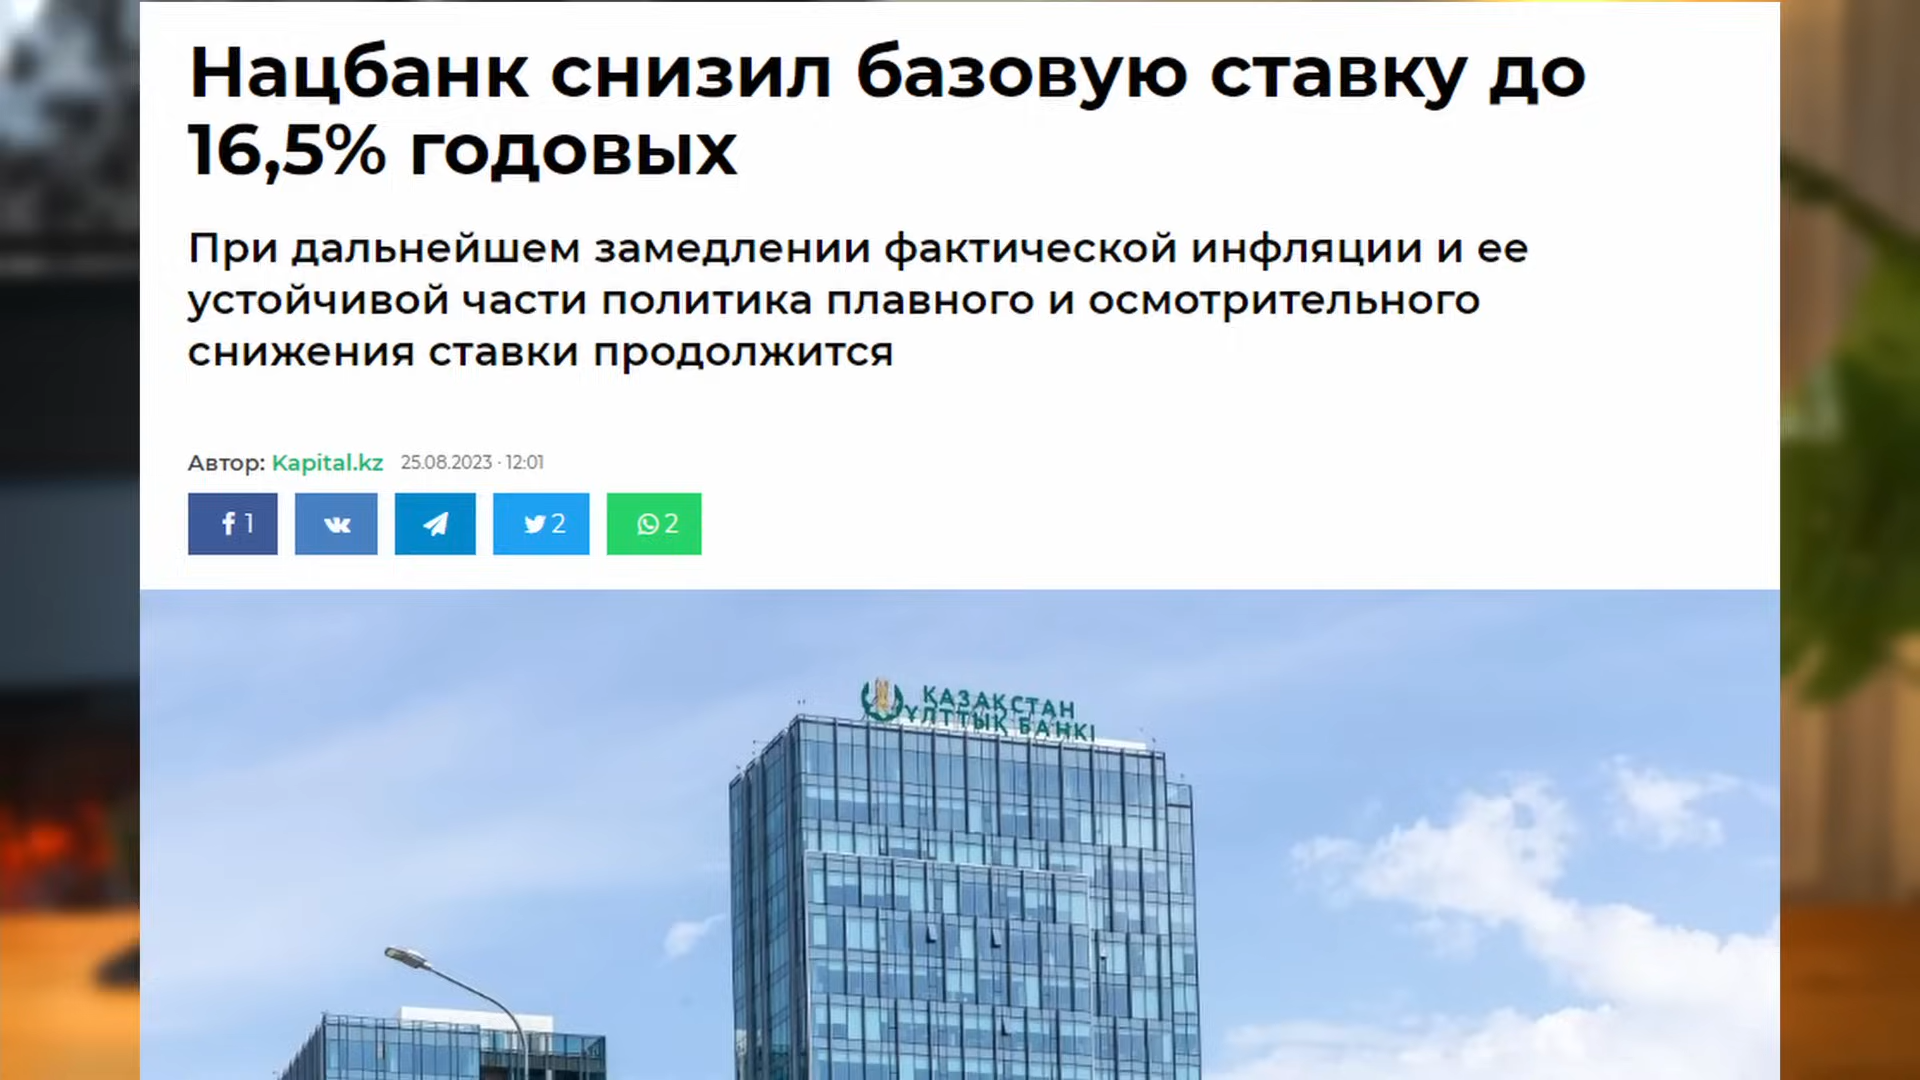 Нацбанк снизил базовую ставку до
16,5% годовых
При дальнейшем замедлении фактической инфляции и ее
устойчивой части политика плавного и осмотрительного
снижения ставки продолжится
Автор: Kapital.kz 25.08.2023 · 12:01
1 2 2
ҚАЗАҚСТАН
ҰЛТТЫҚ БАНКІ